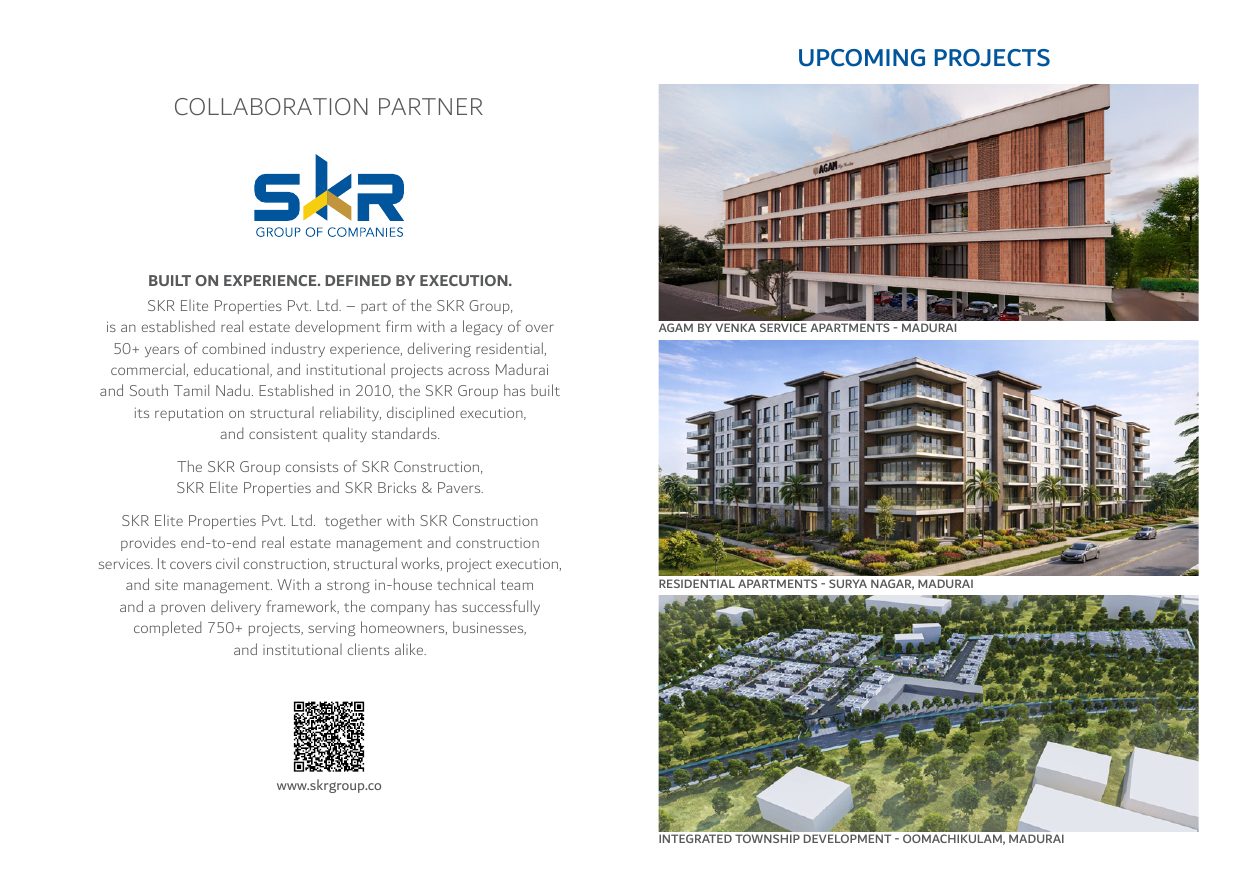 COLLABORATION PARTNER
SKR
GROUP OF COMPANIES
BUILT ON EXPERIENCE. DEFINED BY EXECUTION.
SKR Elite Properties Pvt. Ltd. – part of the SKR Group,
is an established real estate development firm with a legacy of over
50+ years of combined industry experience, delivering residential,
commercial, educational, and institutional projects across Madurai
and South Tamil Nadu. Established in 2010, the SKR Group has built
its reputation on structural reliability, disciplined execution,
and consistent quality standards.
The SKR Group consists of SKR Construction,
SKR Elite Properties and SKR Bricks & Pavers.
SKR Elite Properties Pvt. Ltd. together with SKR Construction
provides end-to-end real estate management and construction
services. It covers civil construction, structural works, project execution,
and site management. With a strong in-house technical team
and a proven delivery framework, the company has successfully
completed 750+ projects, serving homeowners, businesses,
and institutional clients alike.
www.skrgroup.co
UPCOMING PROJECTS
AGAM
AGAM BY VENKA SERVICE APARTMENTS - MADURAI
RESIDENTIAL APARTMENTS - SURYA NAGAR, MADURAI
INTEGRATED TOWNSHIP DEVELOPMENT - OOMACHIKULAM, MADURAI